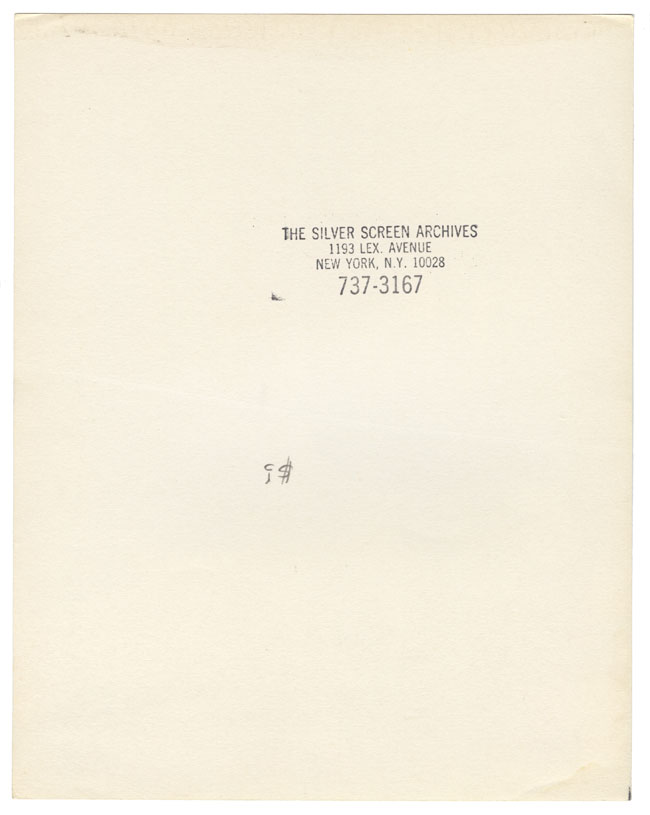 THE SILVER SCREEN ARCHIVES
1193 LEX. AVENUE
NEW YORK, N.Y. 10028
737-3167